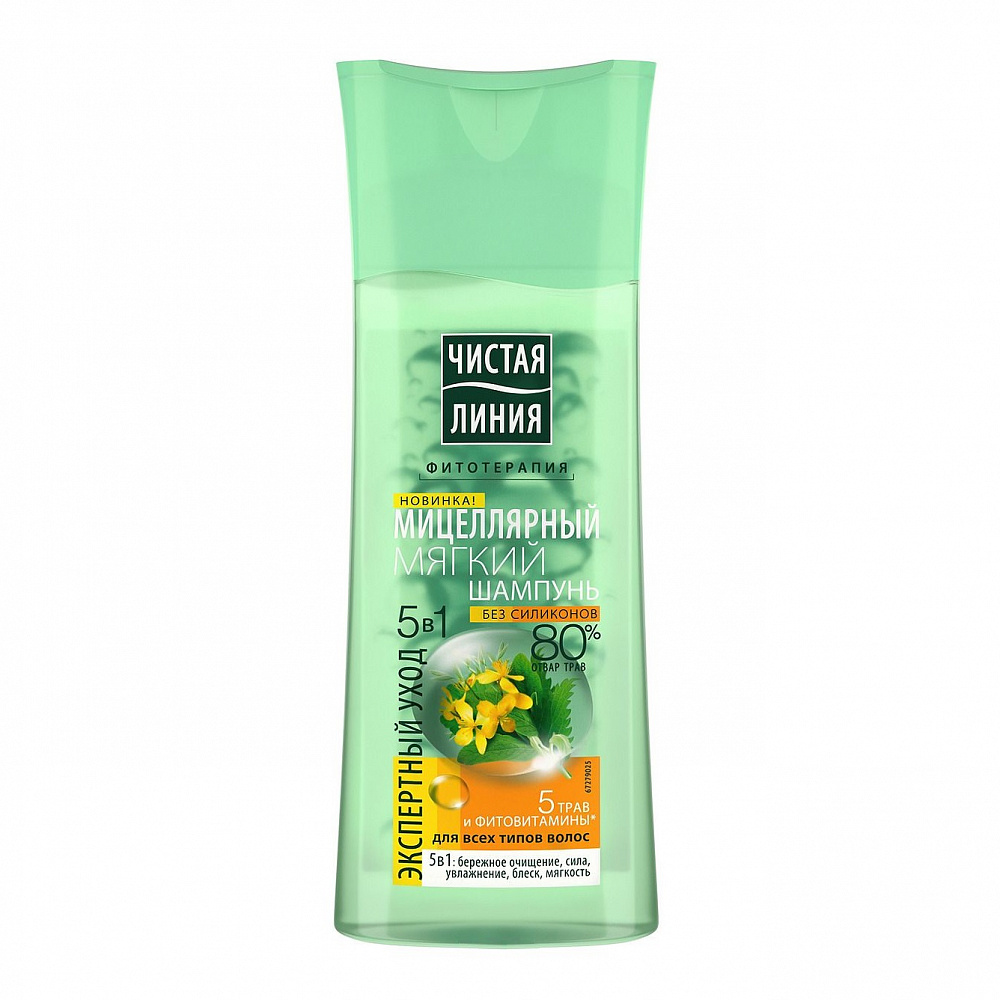 ЧИСТАЯ
ЛИНИЯ
ФИТОТЕРАПИЯ
НОВИНКА!
МИЦЕЛЛЯРНЫЙ
МЯГКИЙ
ШАМПУНЬ
БЕЗ СИЛИКОНОВ
5в1
80%
ОТВАР ТРАВ
ЭКСПЕРТНЫЙ УХОД
67279025
5 ТРАВ
и ФИТОВИТАМИНЫ*
для всех типов волос
5в1: бережное очищение, сила,
увлажнение, блеск, мягкость